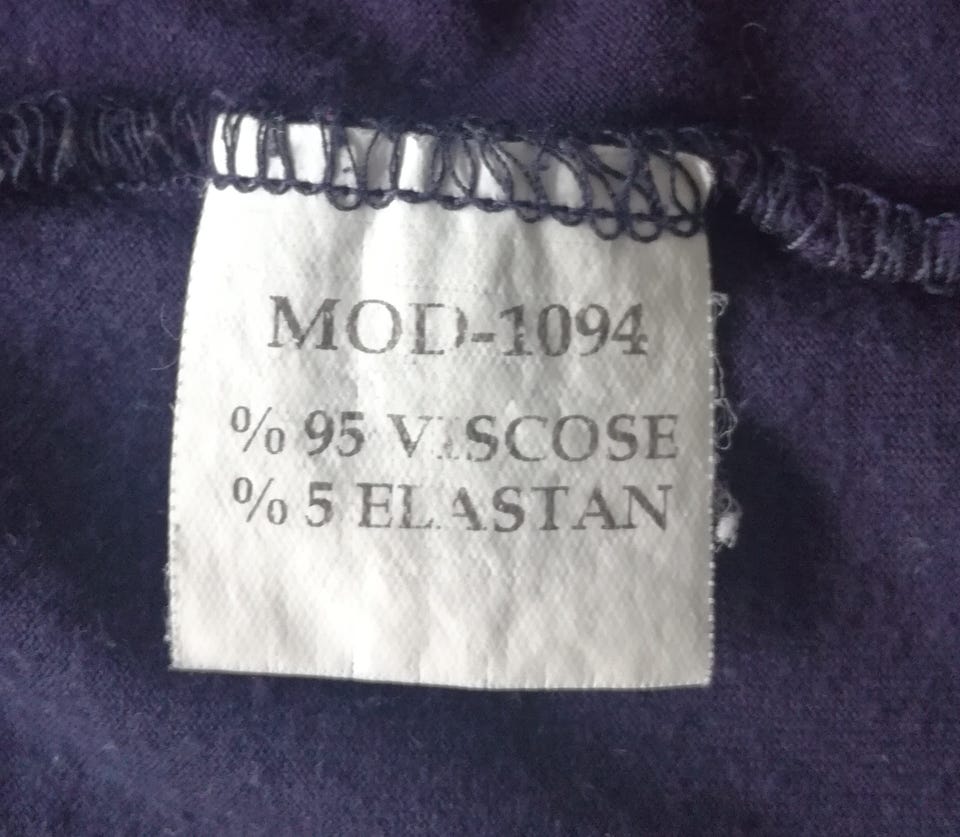 MOD-1094
% 95 VISCOSE
% 5 ELASTAN